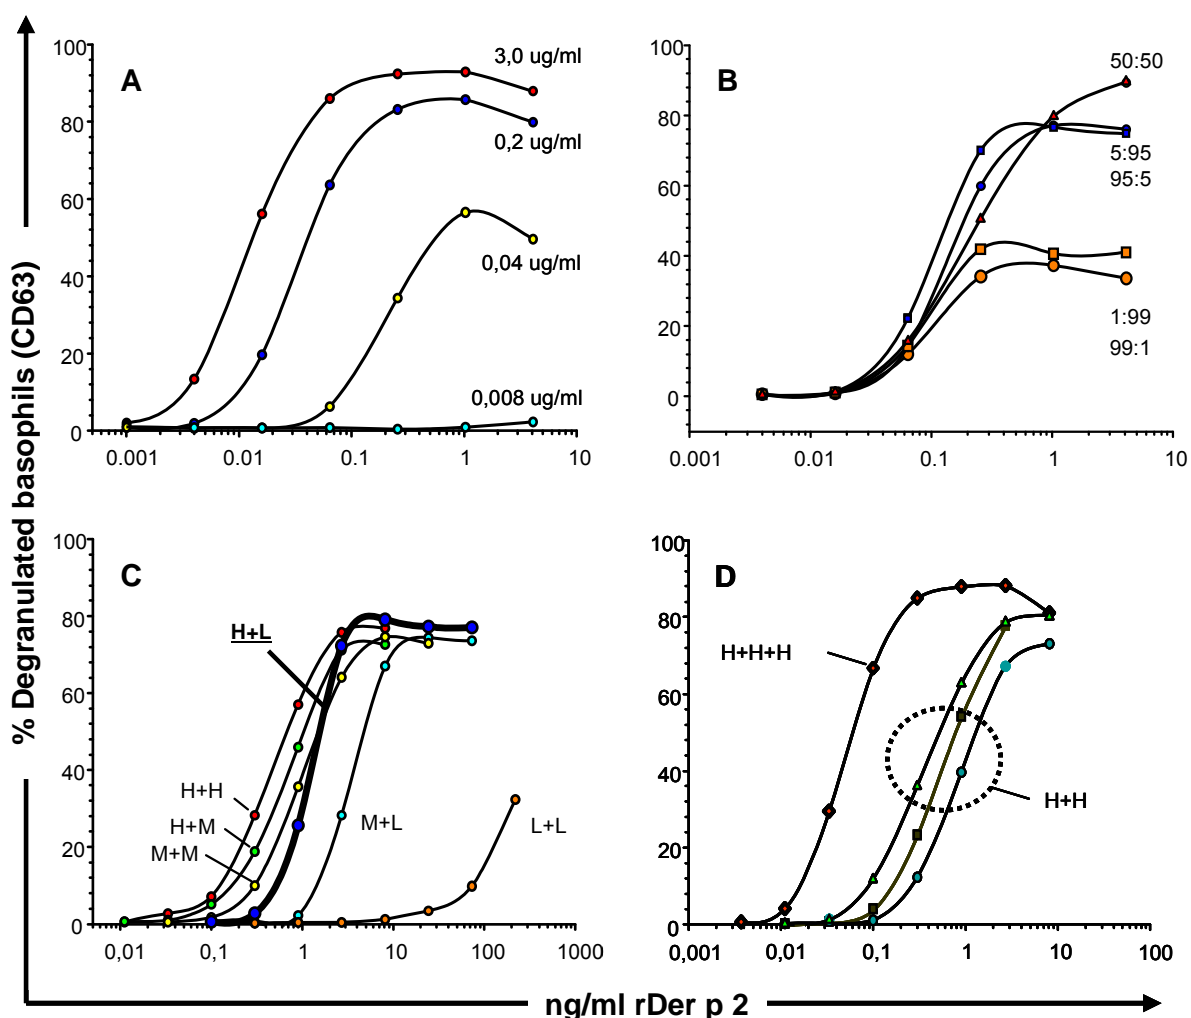 % Degranulated basophils (CD63)
A
100
80
60
40
20
0
3,0 ug/ml
0,2 ug/ml
0,04 ug/ml
0,008 ug/ml
0.001 0.01 0.1 1 10
B
100
80
60
40
20
0
50:50
5:95
95:5
1:99
99:1
0.001 0.01 0.1 1 10
C
100
80
60
40
20
0
H+L
H+H
H+M
M+M
M+L
L+L
0,01 0,1 1 10 100 1000
D
100
80
60
40
20
0
H+H+H
H+H
0,001 0,01 0,1 1 10 100
ng/ml rDer p 2